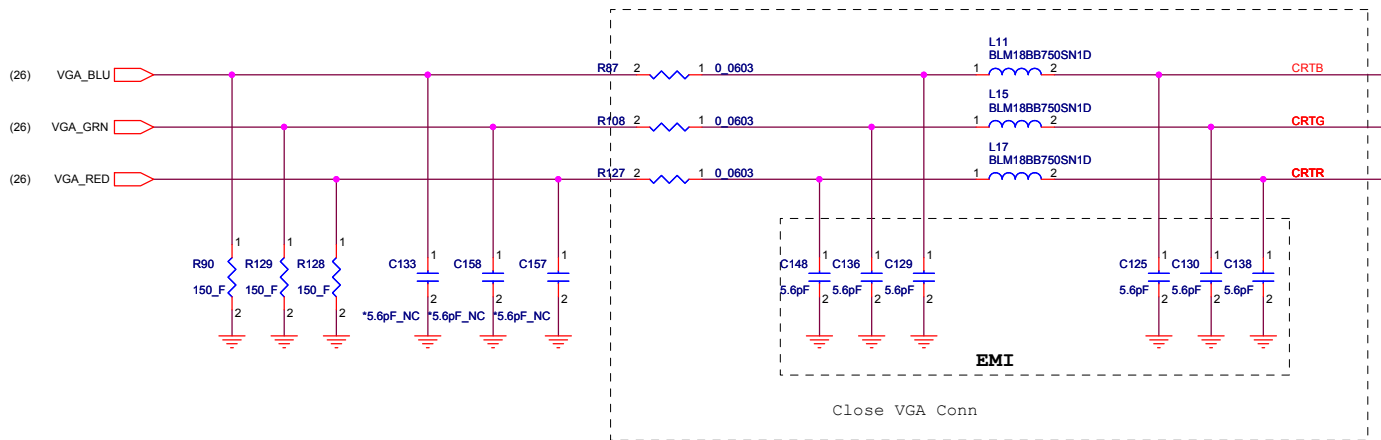 L11
BLM18BB750SN1D
(26) VGA_BLU R87 2 1 0_0603 1 2 CRTB
L15
BLM18BB750SN1D
(26) VGA_GRN R108 2 1 0_0603 1 2 CRTG
L17
BLM18BB750SN1D
(26) VGA_RED R127 2 1 0_0603 1 2 CRTR
1 1 1 1 1 1 1 1 1 1 1 1
R90 R129 R128 C133 C158 C157 C148 C136 C129 C125 C130 C138
150_F 150_F 150_F 5.6pF 5.6pF 5.6pF 5.6pF 5.6pF 5.6pF
2 2 2 2 2 2 2 2 2 2 2 2
*5.6pF_NC *5.6pF_NC *5.6pF_NC
EMI
Close VGA Conn